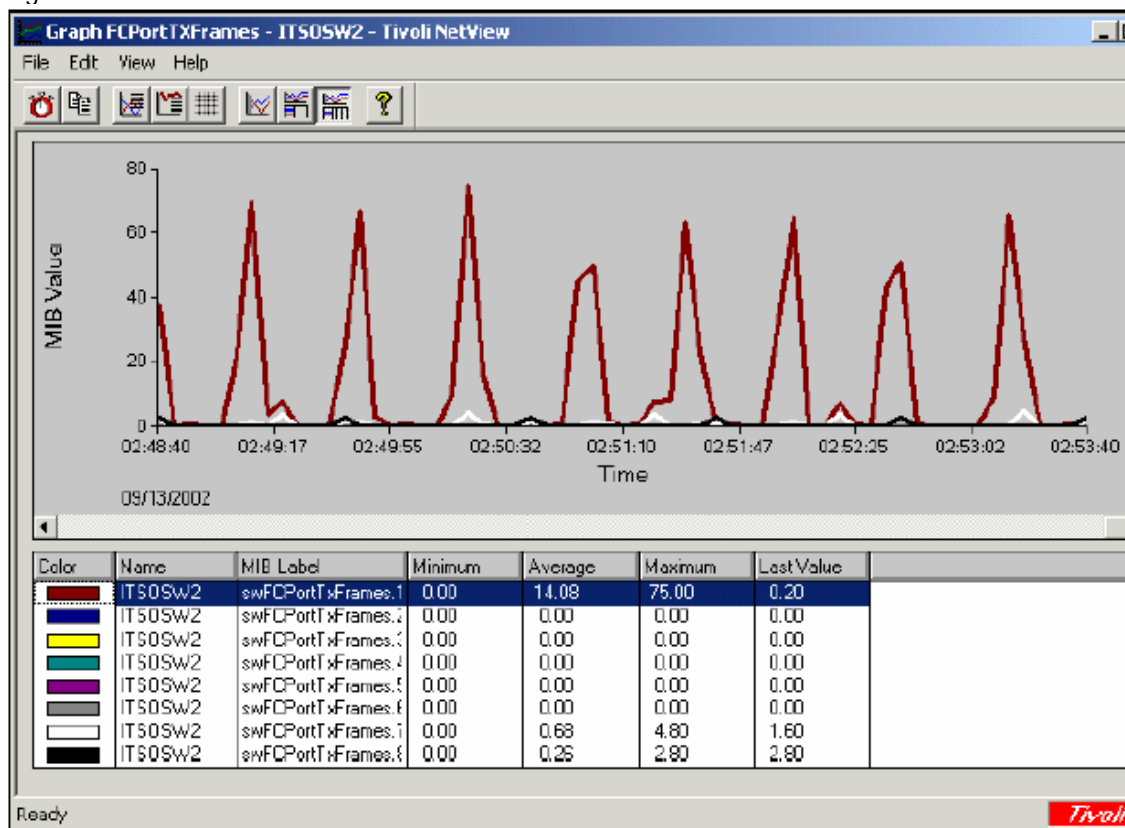 Graph FCPortTXFrames - ITSOSW2 - Tivoli NetView
File Edit View Help
80
60
40
20
0
MIB Value
02:48:40 02:49:17 02:49:55 02:50:32 02:51:10 02:51:47 02:52:25 02:53:02 02:53:40
Time
09/13/2002
Color Name MIB Label Minimum Average Maximum Last Value
ITSOSW2 swFCPortTxFrames.1 0.00 14.08 75.00 0.20
ITSOSW2 swFCPortTxFrames.2 0.00 0.00 0.00 0.00
ITSOSW2 swFCPortTxFrames.3 0.00 0.00 0.00 0.00
ITSOSW2 swFCPortTxFrames.4 0.00 0.00 0.00 0.00
ITSOSW2 swFCPortTxFrames.5 0.00 0.00 0.00 0.00
ITSOSW2 swFCPortTxFrames.6 0.00 0.00 0.00 0.00
ITSOSW2 swFCPortTxFrames.7 0.00 0.68 4.80 1.60
ITSOSW2 swFCPortTxFrames.8 0.00 0.26 2.80 2.80
Ready
Tivoli